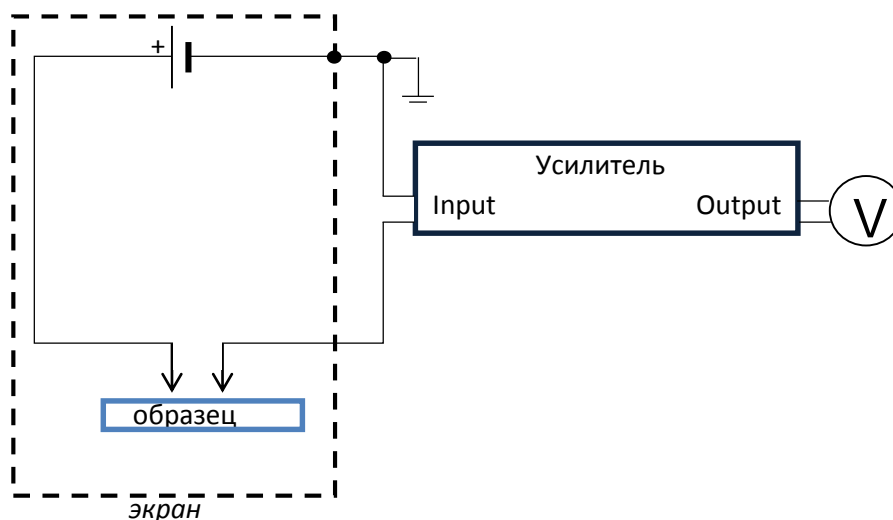 +
Усилитель
Input Output
V
образец
экран